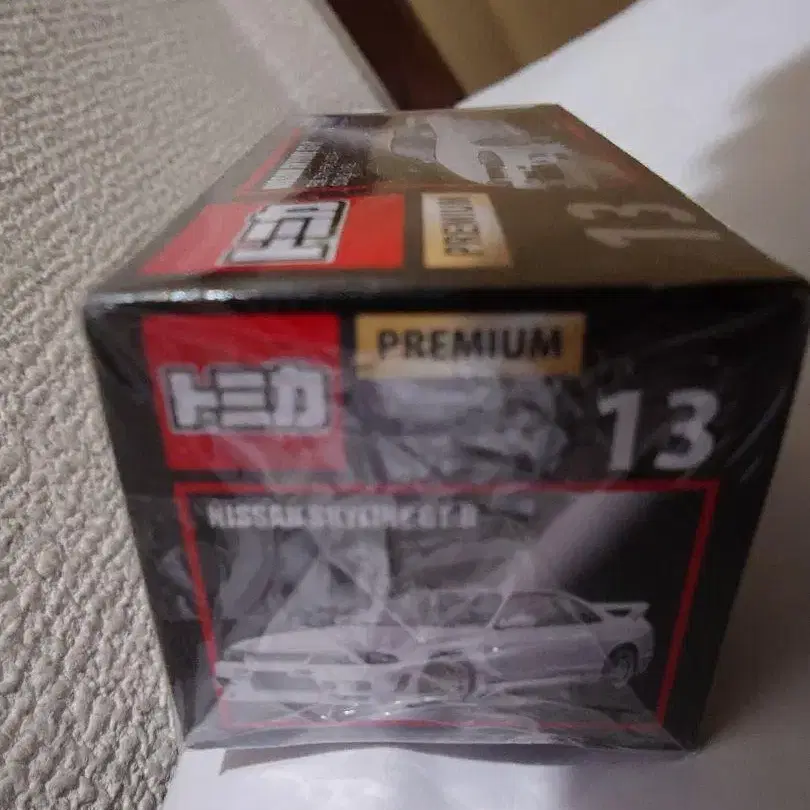 トミカ
PREMIUM
13
トミカ
PREMIUM
13
NISSAN SKYLINE GT-R